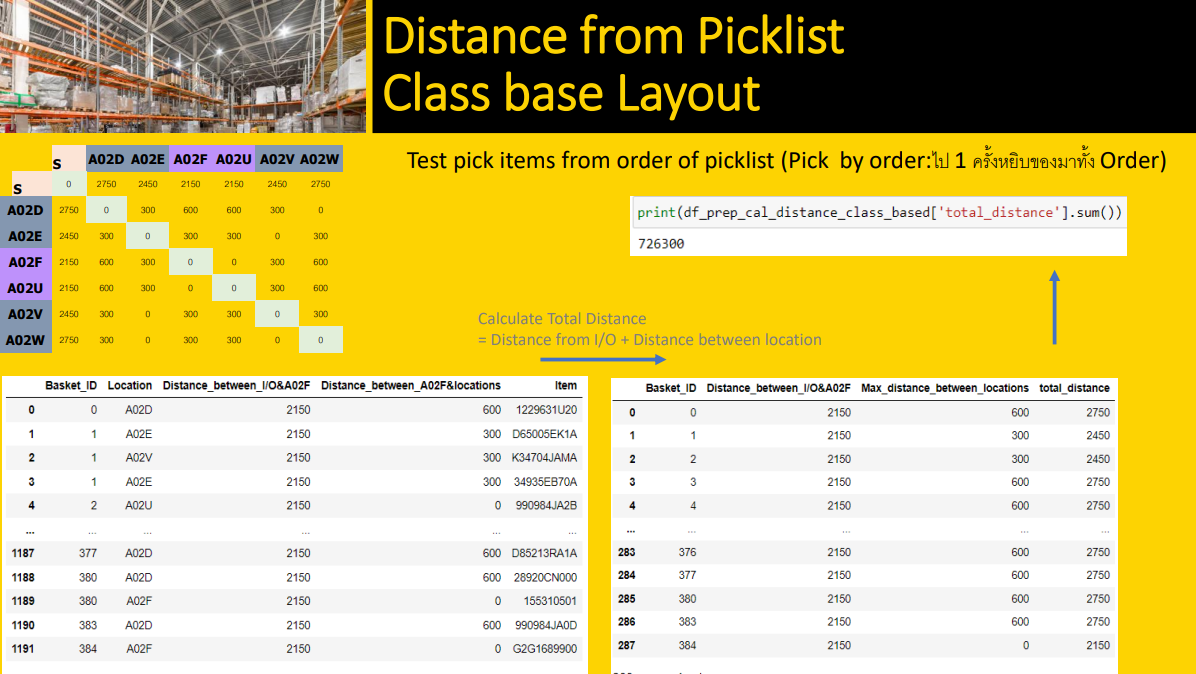 Distance from Picklist
Class base Layout
Test pick items from order of picklist (Pick by order:ไป 1 ครั้งหยิบของมาทั้ง Order)
S A02D A02E A02F A02U A02V A02W
S 0 2750 2450 2150 2150 2450 2750
A02D 2750 0 300 600 600 300 0
A02E 2450 300 0 300 300 0 300
A02F 2150 600 300 0 0 300 600
A02U 2150 600 300 0 0 300 600
A02V 2450 300 0 300 300 0 300
A02W 2750 300 0 300 300 0 0
print(df_prep_cal_distance_class_based['total_distance'].sum())
726300
Calculate Total Distance
= Distance from I/O + Distance between location
Basket_ID Location Distance_between_I/O&A02F Distance_between_A02F&locations Item
0 0 A02D 2150 600 1229631U20
1 1 A02E 2150 300 D65005EK1A
2 1 A02V 2150 300 K34704JAMA
3 1 A02E 2150 300 34935EB70A
4 2 A02U 2150 0 990984JA2B
... ... ... ... ... ...
1187 377 A02D 2150 600 D85213RA1A
1188 380 A02D 2150 600 28920CN000
1189 380 A02F 2150 0 155310501
1190 383 A02D 2150 600 990984JA0D
1191 384 A02F 2150 0 G2G1689900
Basket_ID Distance_between_I/O&A02F Max_distance_between_locations total_distance
0 0 2150 600 2750
1 1 2150 300 2450
2 2 2150 300 2450
3 3 2150 600 2750
4 4 2150 600 2750
... ... ... ... ...
283 376 2150 600 2750
284 377 2150 600 2750
285 380 2150 600 2750
286 383 2150 600 2750
287 384 2150 0 2150